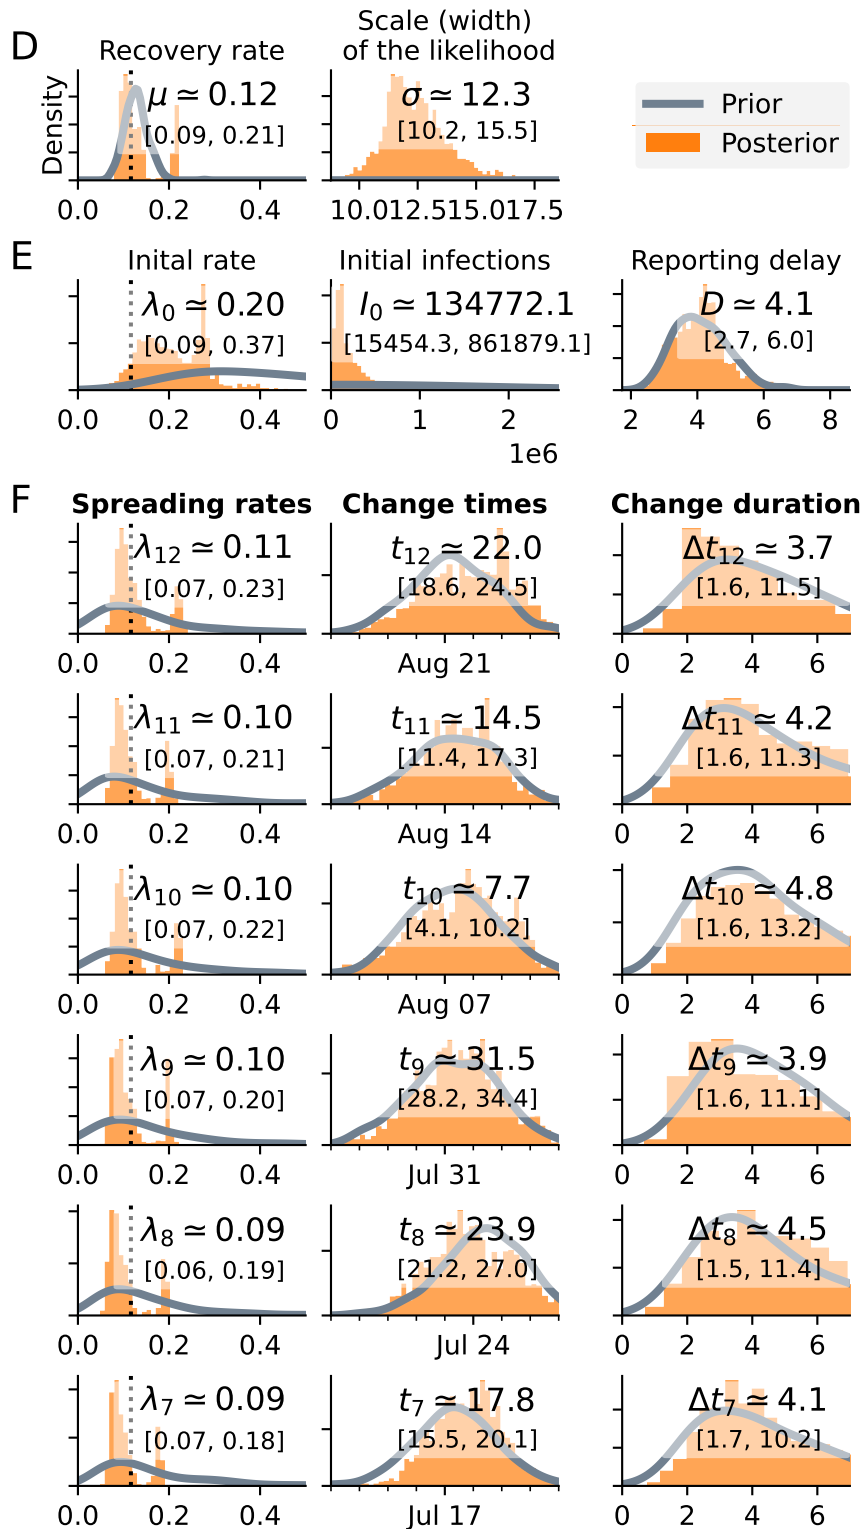 D
Recovery rate
Scale (width)
of the likelihood
Density
μ ≃ 0.12
[0.09, 0.21]
σ ≃ 12.3
[10.2, 15.5]
Prior
Posterior
0.0 0.2 0.4
10.0 12.5 15.0 17.5
E
Inital rate
Initial infections
Reporting delay
λ0 ≃ 0.20
[0.09, 0.37]
I0 ≃ 134772.1
[15454.3, 861879.1]
D ≃ 4.1
[2.7, 6.0]
0.0 0.2 0.4
0 1 2
1e6
2 4 6 8
F
Spreading rates
Change times
Change duration
λ12 ≃ 0.11
[0.07, 0.23]
t12 ≃ 22.0
[18.6, 24.5]
Δt12 ≃ 3.7
[1.6, 11.5]
0.0 0.2 0.4
Aug 21
0 2 4 6
λ11 ≃ 0.10
[0.07, 0.21]
t11 ≃ 14.5
[11.4, 17.3]
Δt11 ≃ 4.2
[1.6, 11.3]
0.0 0.2 0.4
Aug 14
0 2 4 6
λ10 ≃ 0.10
[0.07, 0.22]
t10 ≃ 7.7
[4.1, 10.2]
Δt10 ≃ 4.8
[1.6, 13.2]
0.0 0.2 0.4
Aug 07
0 2 4 6
λ9 ≃ 0.10
[0.07, 0.20]
t9 ≃ 31.5
[28.2, 34.4]
Δt9 ≃ 3.9
[1.6, 11.1]
0.0 0.2 0.4
Jul 31
0 2 4 6
λ8 ≃ 0.09
[0.06, 0.19]
t8 ≃ 23.9
[21.2, 27.0]
Δt8 ≃ 4.5
[1.5, 11.4]
0.0 0.2 0.4
Jul 24
0 2 4 6
λ7 ≃ 0.09
[0.07, 0.18]
t7 ≃ 17.8
[15.5, 20.1]
Δt7 ≃ 4.1
[1.7, 10.2]
0.0 0.2 0.4
Jul 17
0 2 4 6